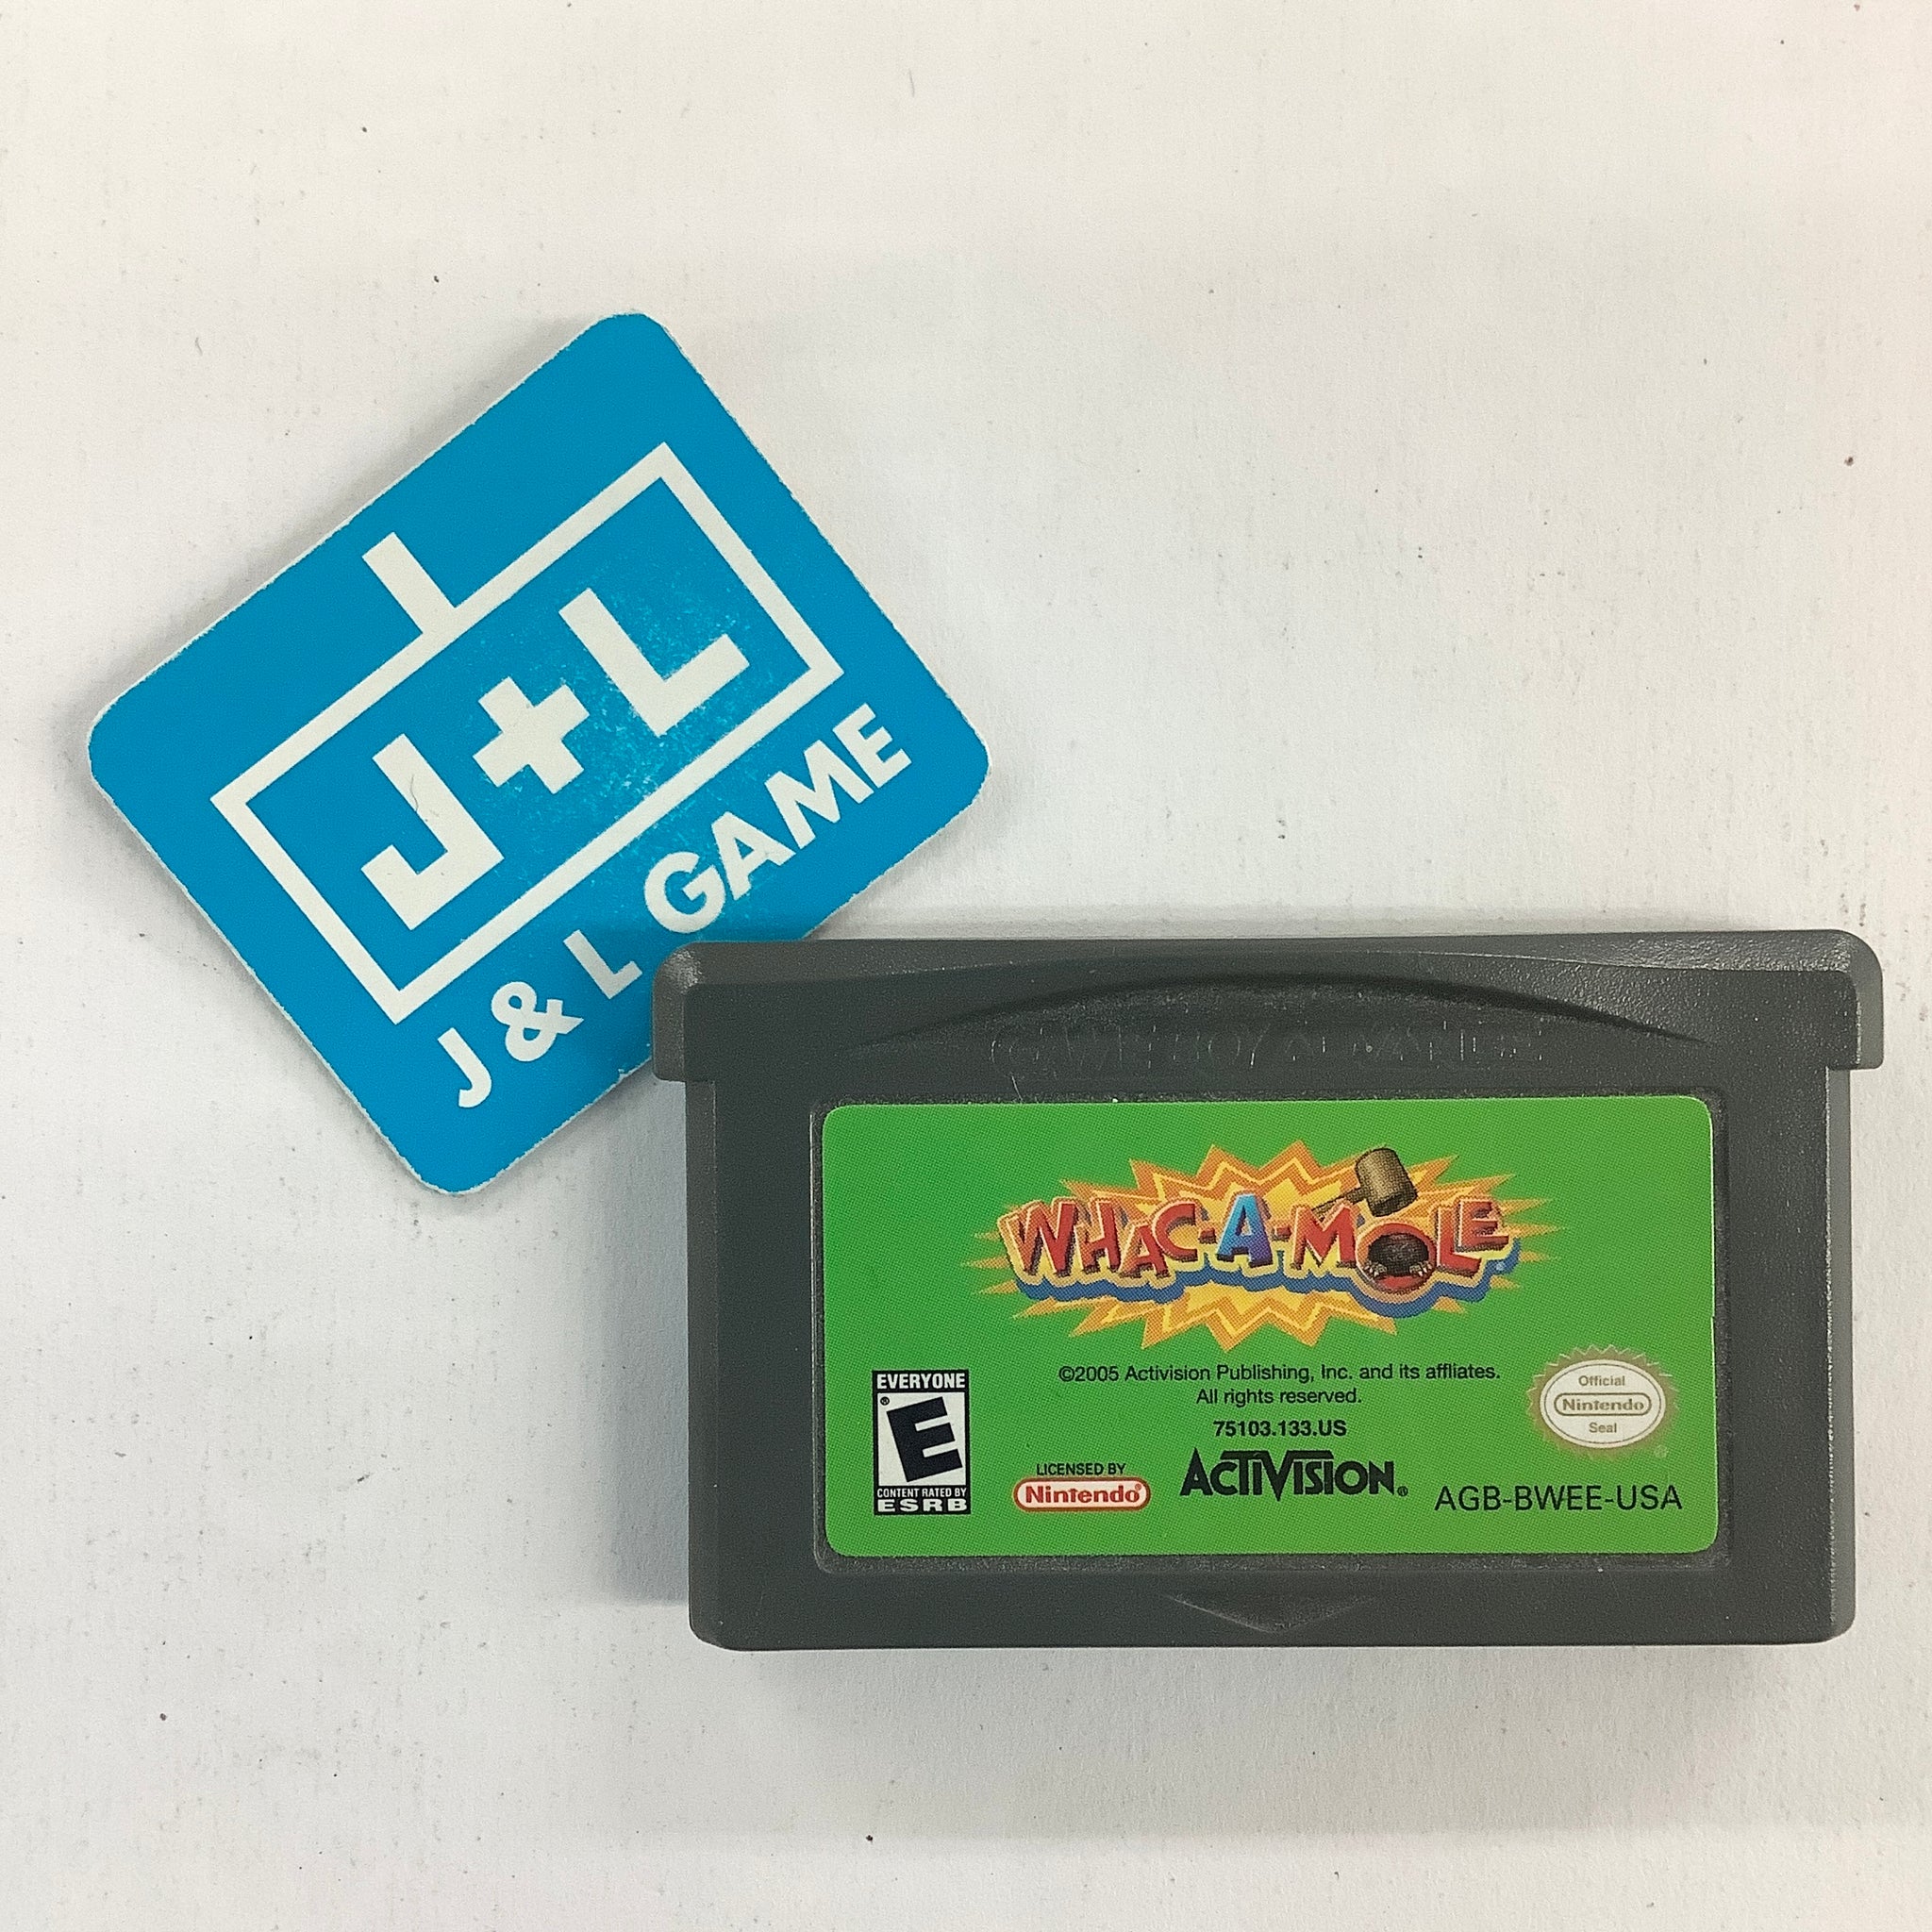 J+L
J & L GAME
GAME BOY ADVANCE
WHAC-A-MOLE
©2005 Activision Publishing, Inc. and its affliates.
All rights reserved.
75103.133.US
EVERYONE
E
CONTENT RATED BY
ESRB
LICENSED BY
Nintendo®
ACTIVISION®
Official
Nintendo
Seal
AGB-BWEE-USA